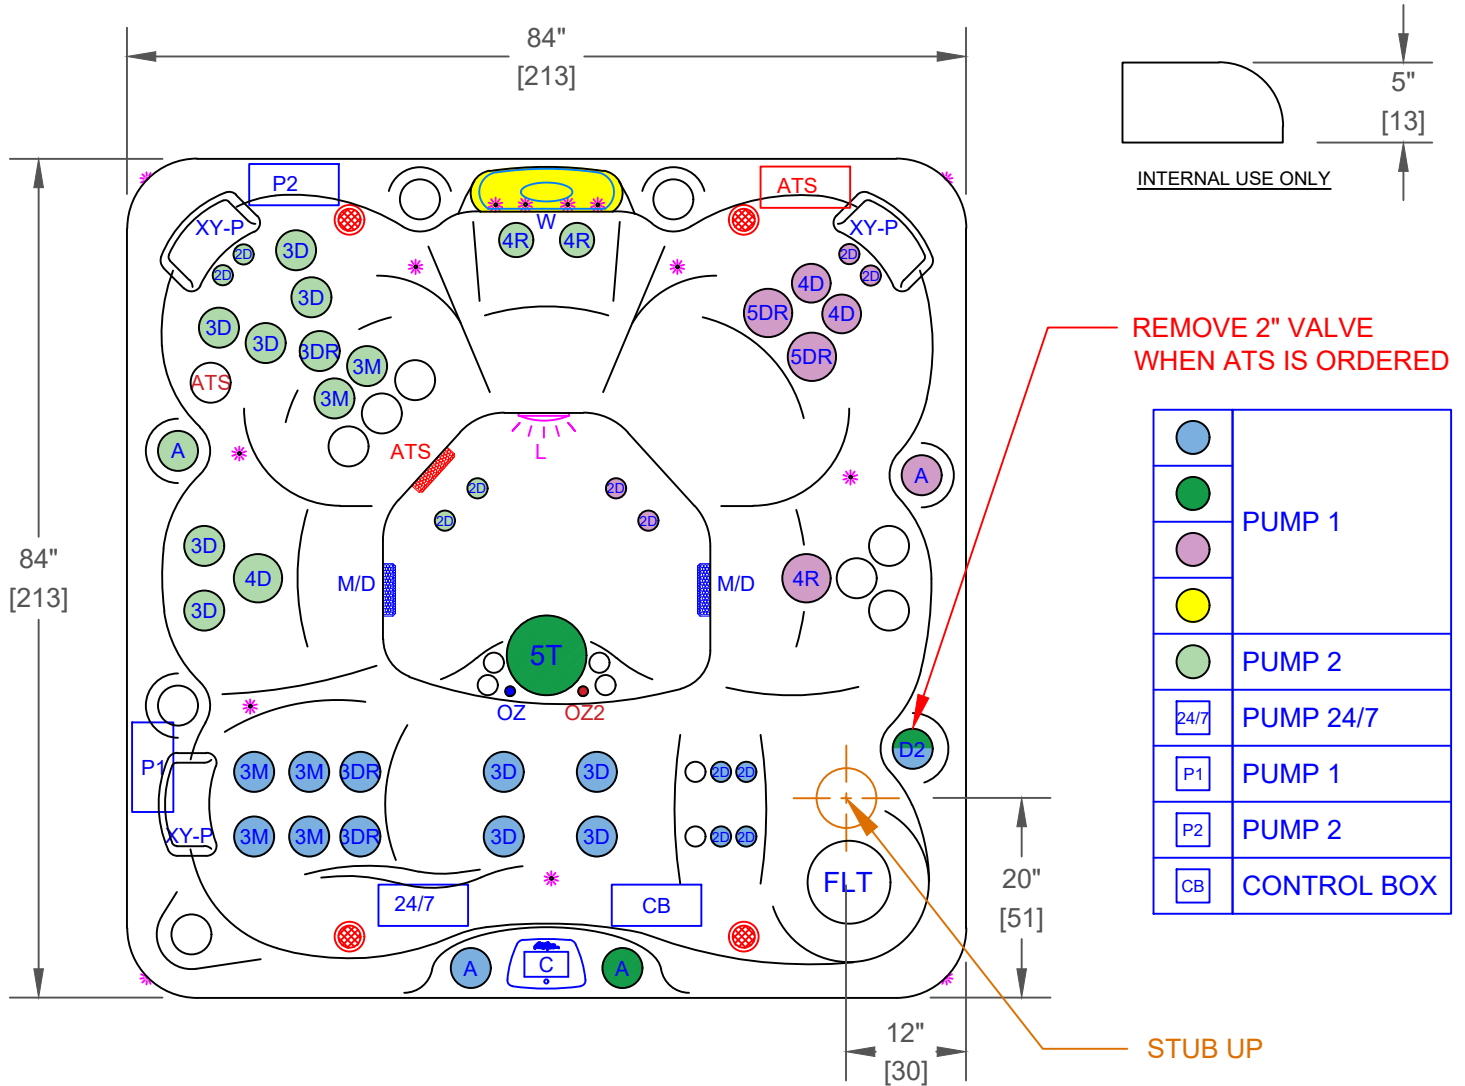 84"
[213]
5"
[13]
INTERNAL USE ONLY
P2
ATS
XY-P
W
XY-P
4R
4R
2D
3D
2D
2D
2D
3D
4D
5DR
4D
3D
3D
3DR
5DR
3M
ATS
3M
REMOVE 2" VALVE
WHEN ATS IS ORDERED
A
ATS
L
A
2D
2D
2D
2D
84"
[213]
3D
4D
3D
M/D
M/D
4R
5T
OZ
OZ2
D2
P1
XY-P
3M
3M
3DR
3D
3D
2D
2D
3M
3M
3DR
3D
3D
2D
2D
FLT
24/7
CB
A
C
A
20"
[51]
12"
[30]
STUB UP
PUMP 1
PUMP 2
24/7 PUMP 24/7
P1 PUMP 1
P2 PUMP 2
CB CONTROL BOX